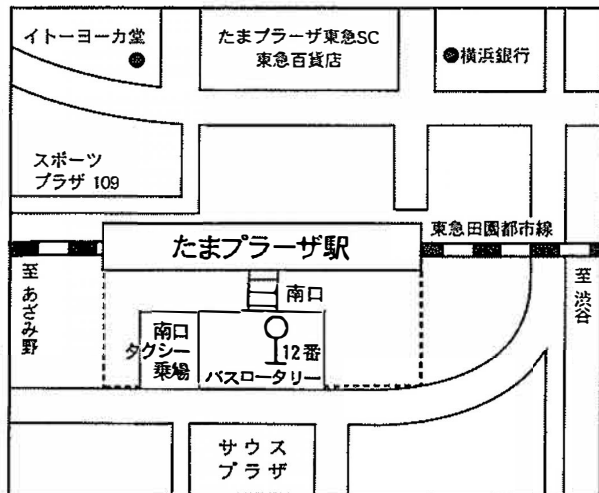 イトーヨーカ堂
たまプラーザ東急SC
東急百貨店
横浜銀行
スポーツ
プラザ 109
東急田園都市線
たまプラーザ駅
至あざみ野
至渋谷
南口
南口
タクシー
乗場
12番
バスロータリー
サウス
プラザ